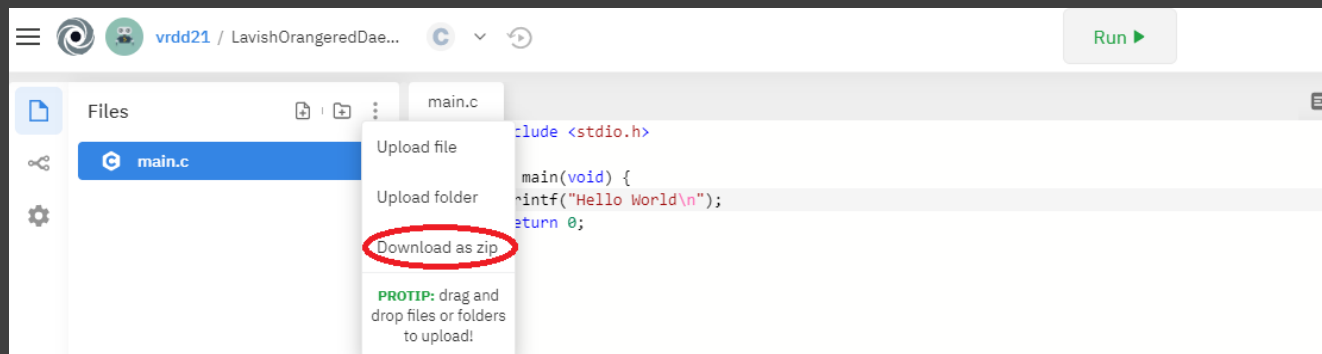 vrdd21 / LavishOrangeredDae... C
Run
Files
main.c
main.c
Upload file
Upload folder
Download as zip
PROTIP: drag and
drop files or folders
to upload!
clude <stdio.h>
main(void) {
rintf("Hello World\n");
eturn 0;